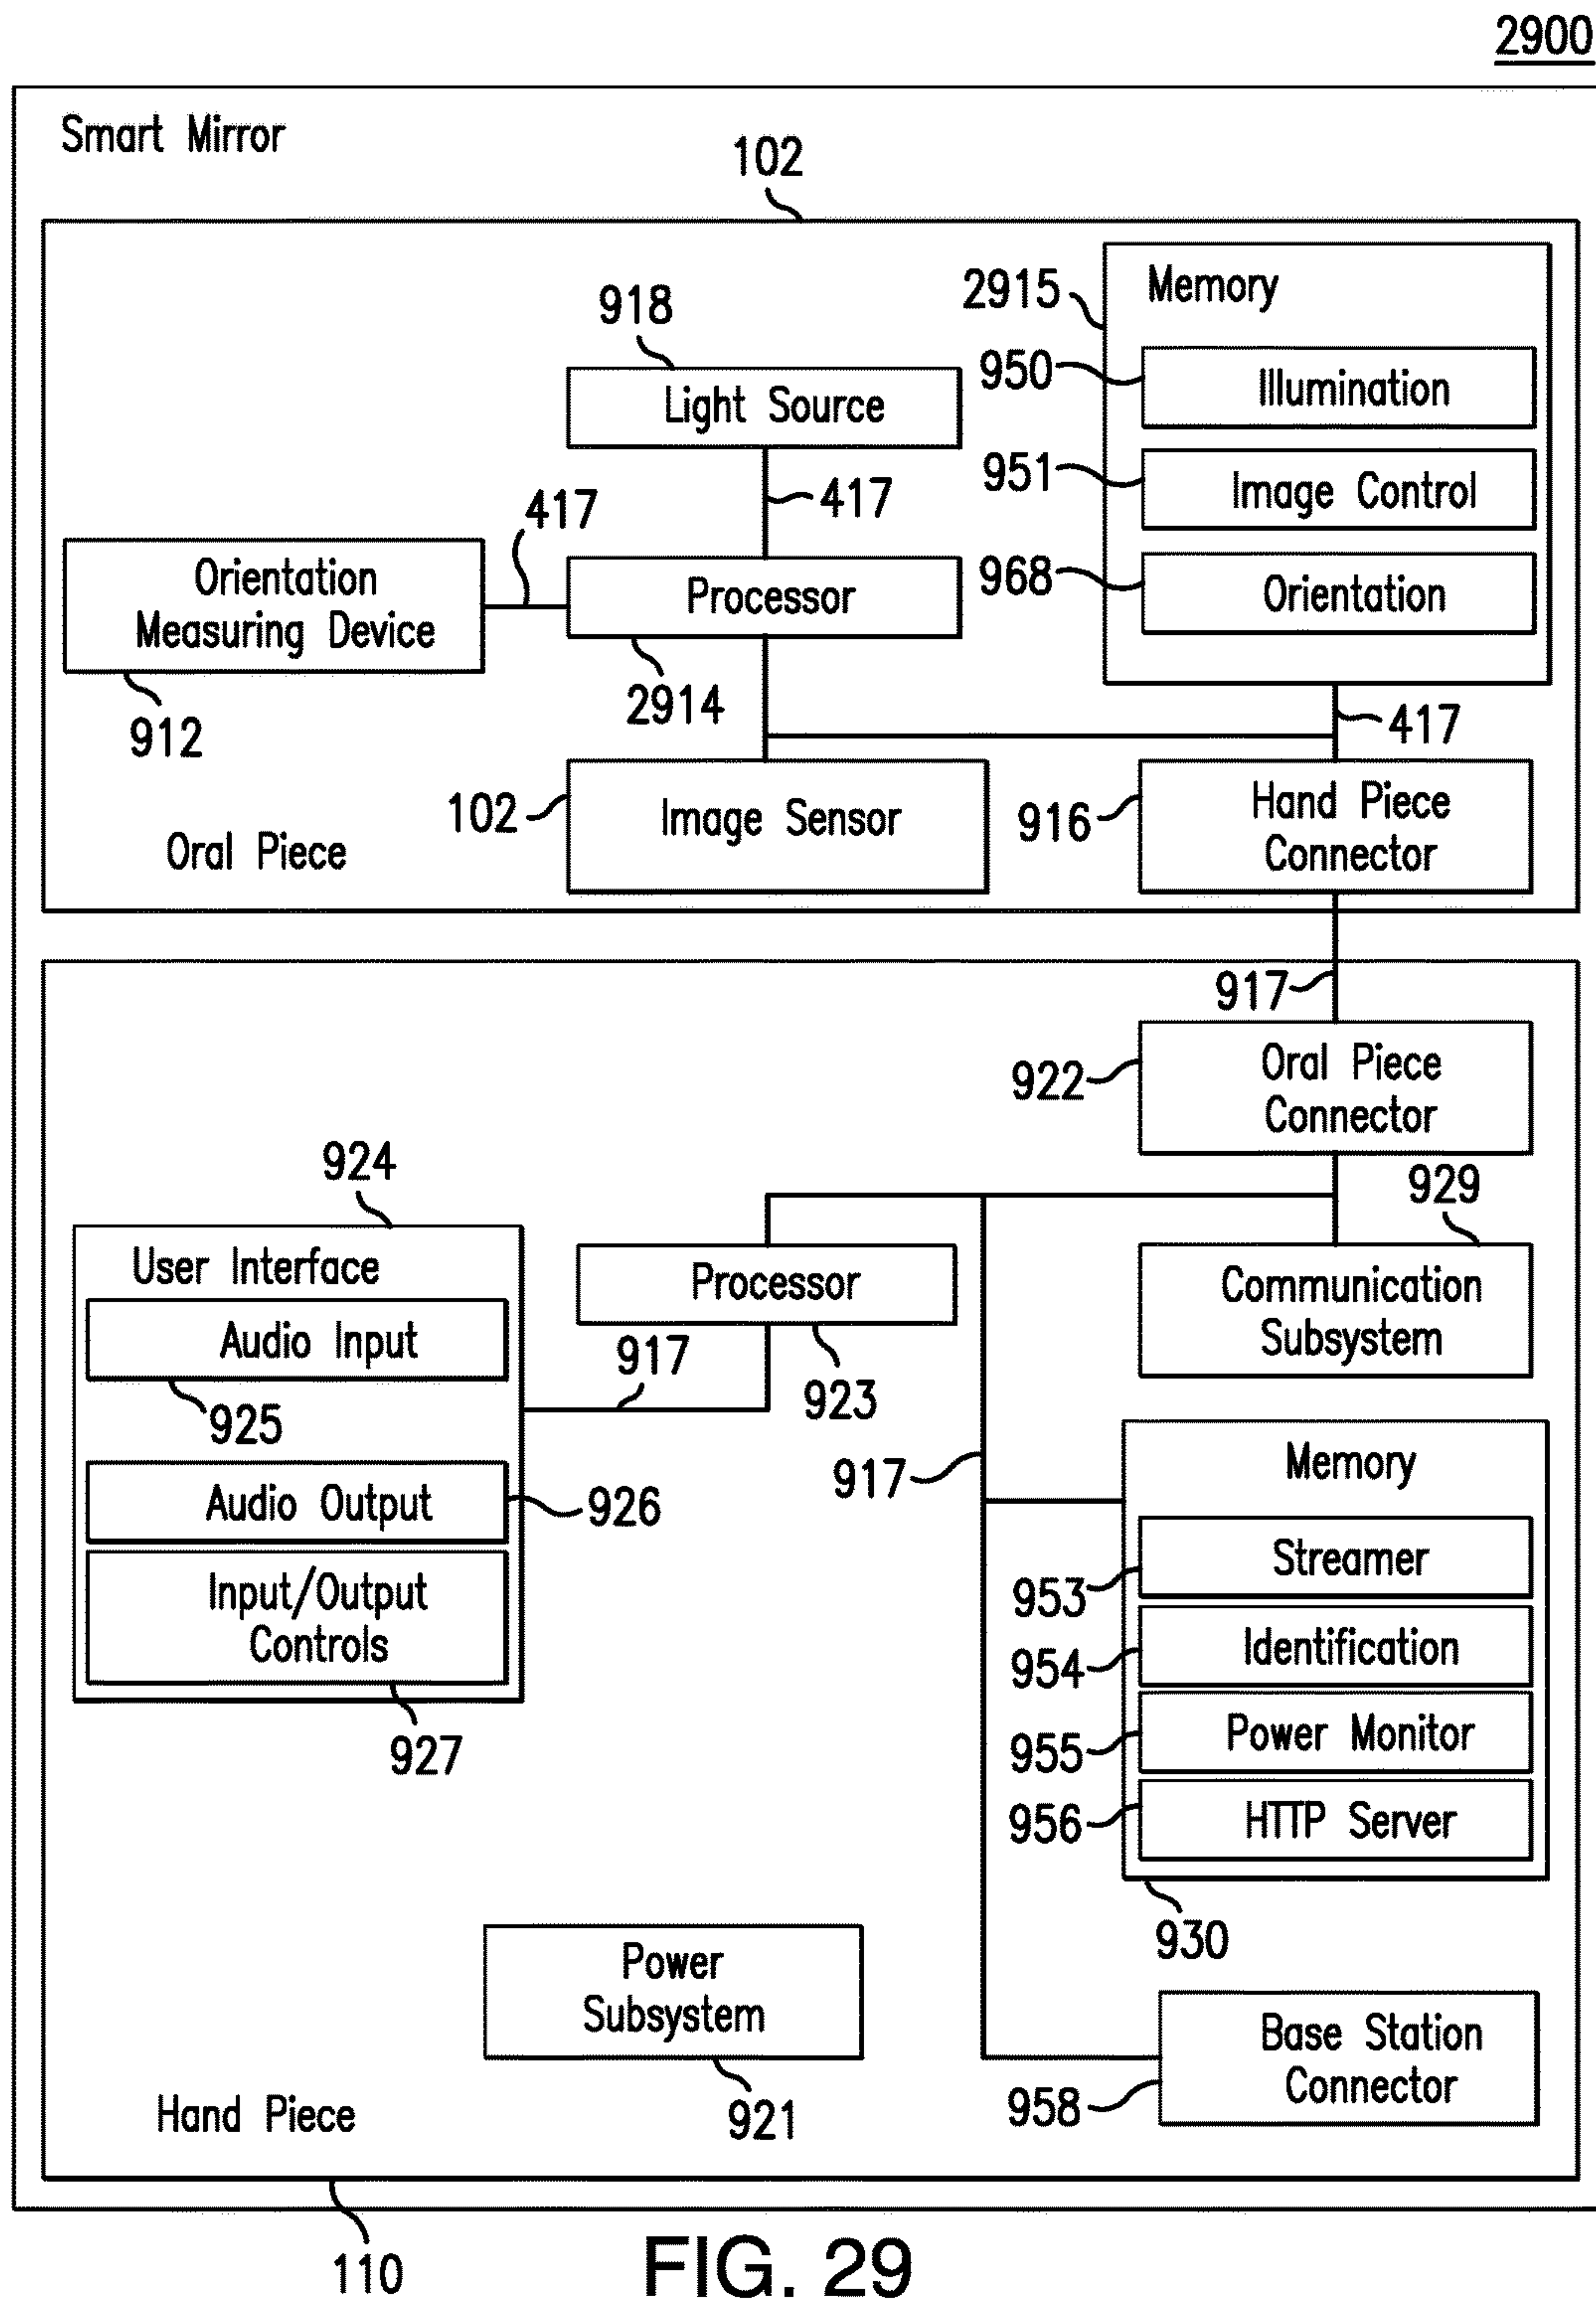 2900
Smart Mirror
102
918
Light Source
417
417
Orientation
Measuring Device
912
Processor
2914
2915
Memory
950
Illumination
951
Image Control
968
Orientation
417
102
Image Sensor
916
Hand Piece
Connector
Oral Piece
917
922
Oral Piece
Connector
929
Communication
Subsystem
924
User Interface
Audio Input
925
Audio Output
926
Input/Output
Controls
927
Processor
917
923
917
Memory
953
Streamer
954
Identification
955
Power Monitor
956
HTTP Server
930
Power
Subsystem
921
Base Station
Connector
958
Hand Piece
110
FIG. 29